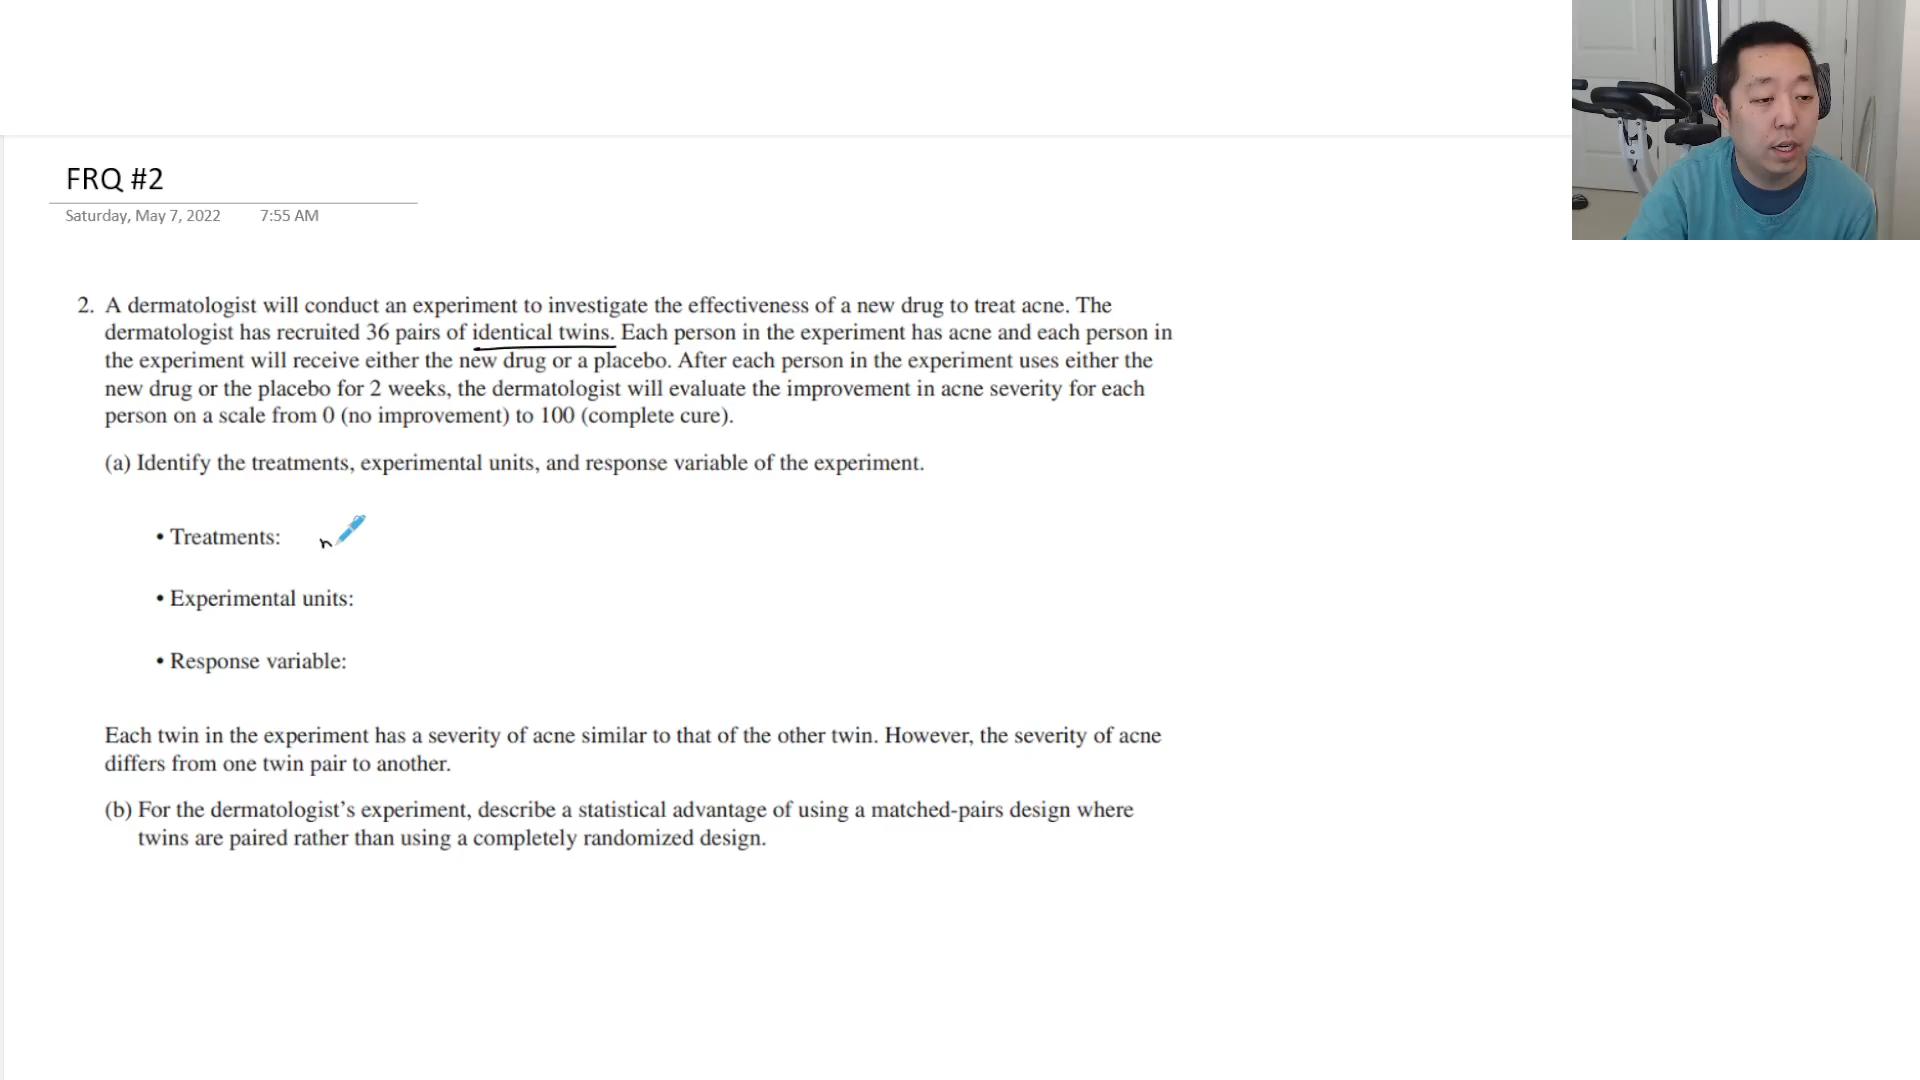 FRQ #2
Saturday, May 7, 2022 7:55 AM
2. A dermatologist will conduct an experiment to investigate the effectiveness of a new drug to treat acne. The
dermatologist has recruited 36 pairs of identical twins. Each person in the experiment has acne and each person in
the experiment will receive either the new drug or a placebo. After each person in the experiment uses either the
new drug or the placebo for 2 weeks, the dermatologist will evaluate the improvement in acne severity for each
person on a scale from 0 (no improvement) to 100 (complete cure).
(a) Identify the treatments, experimental units, and response variable of the experiment.
• Treatments: n
• Experimental units:
• Response variable:
Each twin in the experiment has a severity of acne similar to that of the other twin. However, the severity of acne
differs from one twin pair to another.
(b) For the dermatologist's experiment, describe a statistical advantage of using a matched-pairs design where
twins are paired rather than using a completely randomized design.